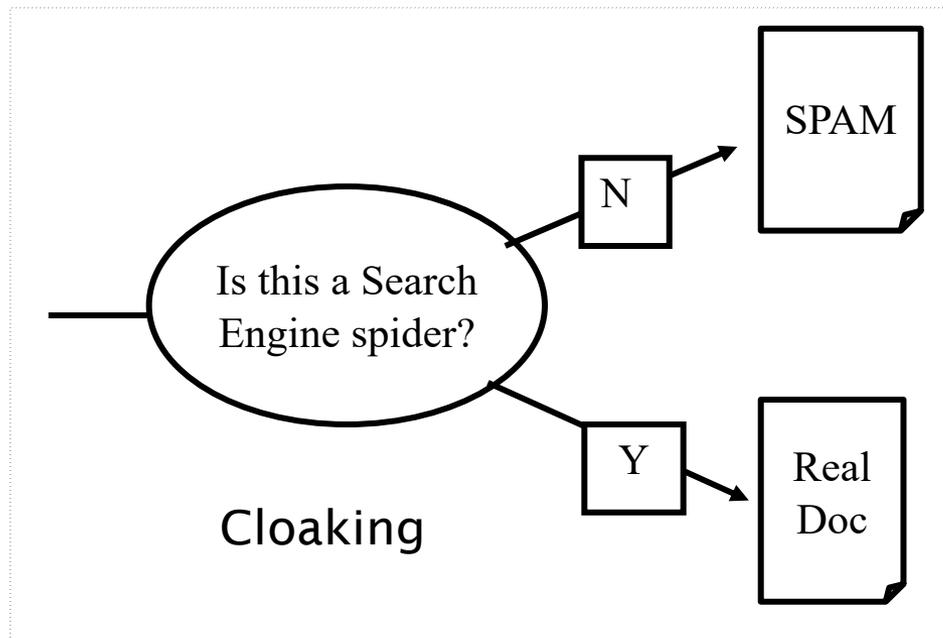 SPAM
N
Is this a Search
Engine spider?
Y
Real
Doc
Cloaking